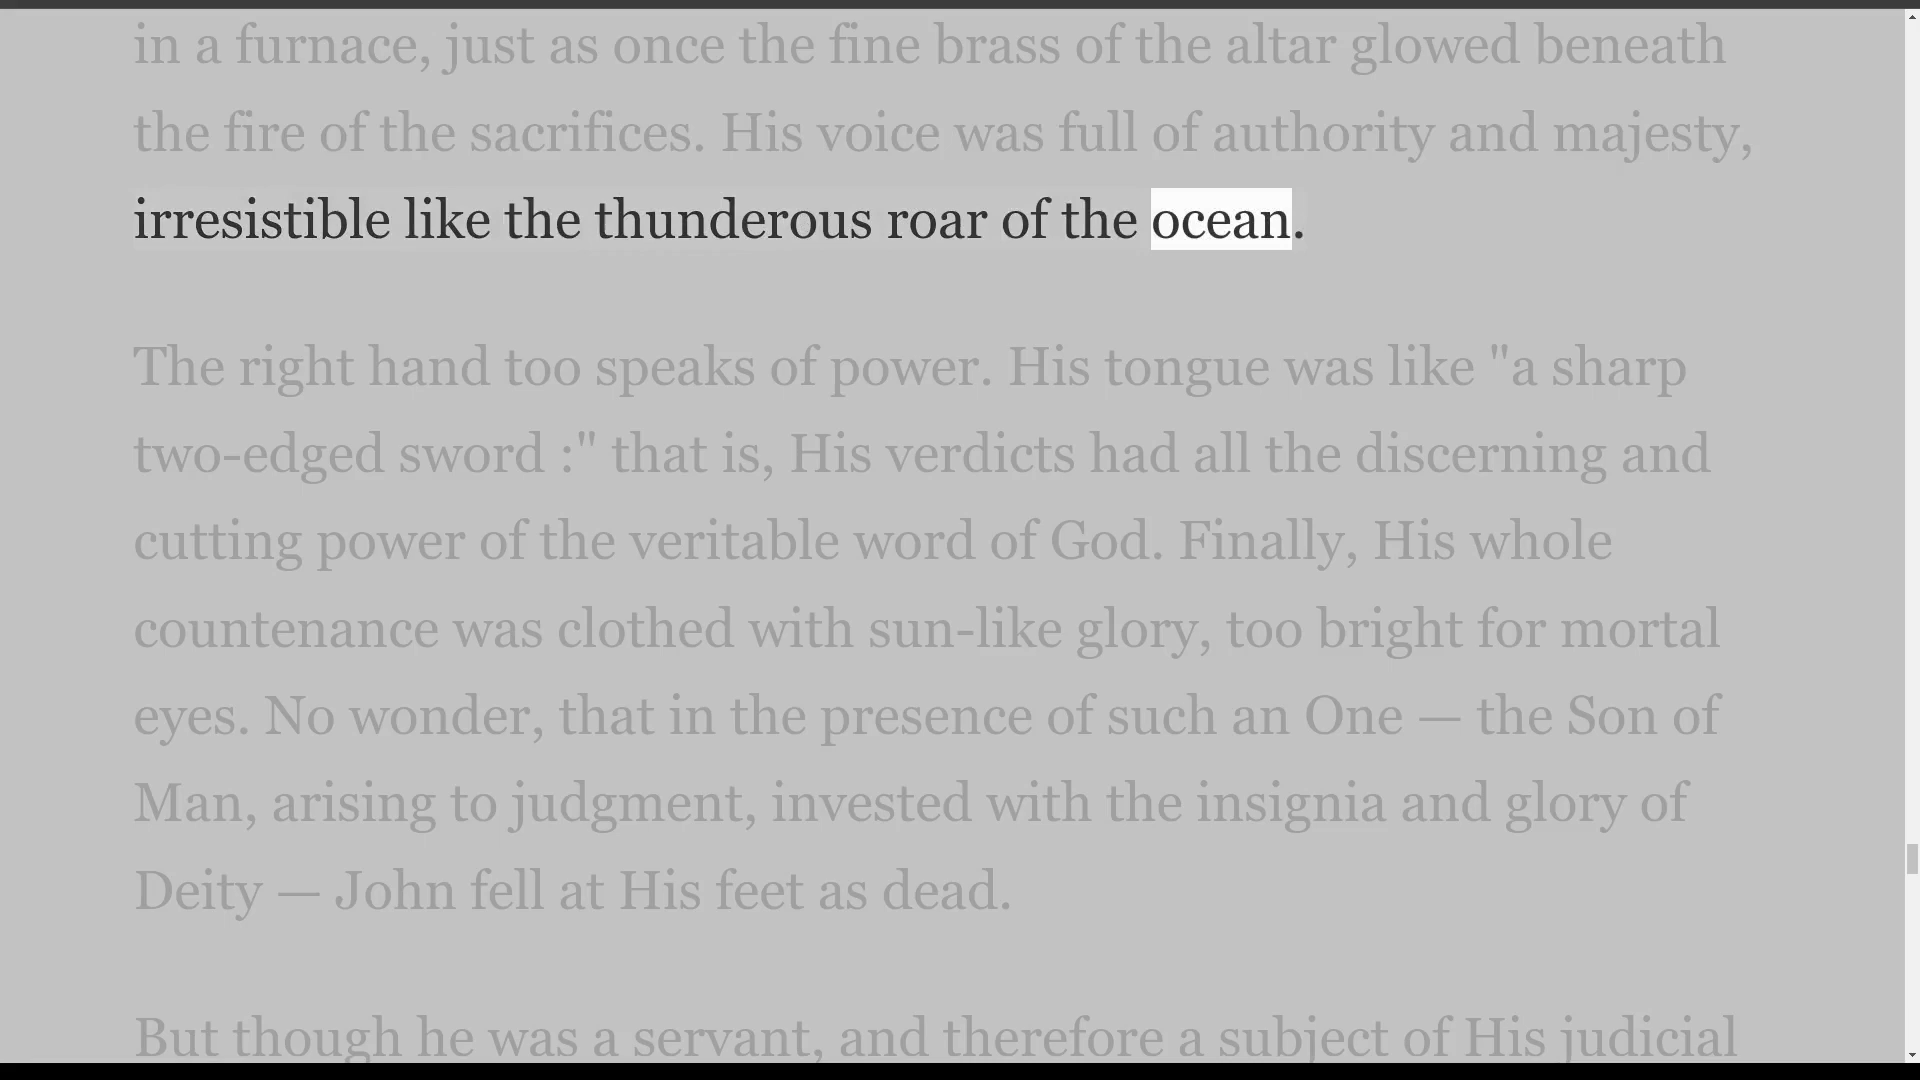 in a furnace, just as once the fine brass of the altar glowed beneath
the fire of the sacrifices. His voice was full of authority and majesty,
irresistible like the thunderous roar of the ocean.
The right hand too speaks of power. His tongue was like "a sharp
two-edged sword :" that is, His verdicts had all the discerning and
cutting power of the veritable word of God. Finally, His whole
countenance was clothed with sun-like glory, too bright for mortal
eyes. No wonder, that in the presence of such an One — the Son of
Man, arising to judgment, invested with the insignia and glory of
Deity — John fell at His feet as dead.
But though he was a servant, and therefore a subject of His judicial